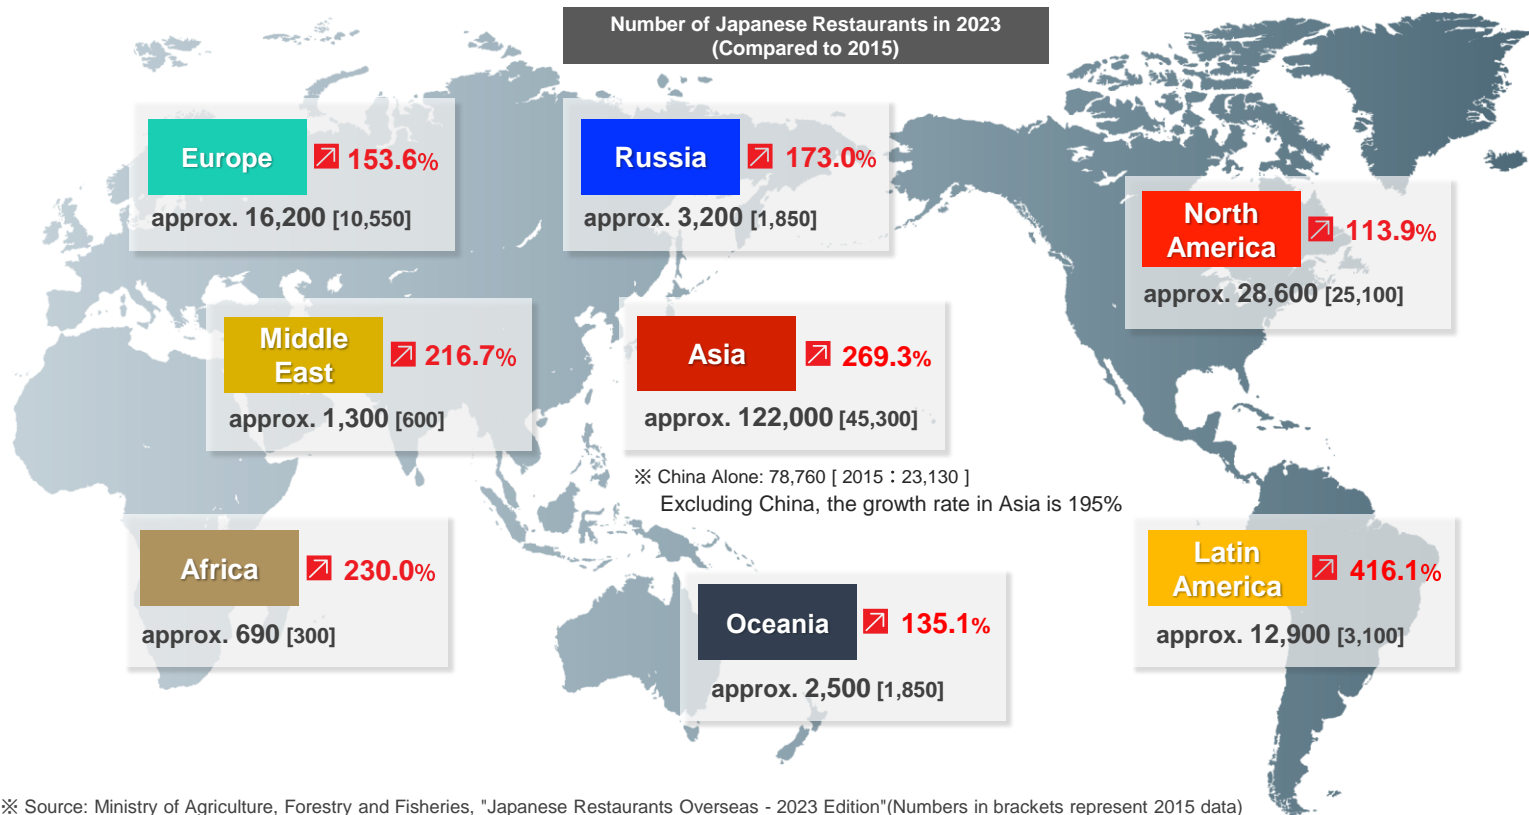 Number of Japanese Restaurants in 2023
(Compared to 2015)
Europe
153.6%
approx. 16,200 [10,550]
Russia
173.0%
approx. 3,200 [1,850]
North
America
113.9%
approx. 28,600 [25,100]
Middle
East
216.7%
approx. 1,300 [600]
Asia
269.3%
approx. 122,000 [45,300]
※ China Alone: 78,760 [ 2015：23,130 ]
Excluding China, the growth rate in Asia is 195%
Africa
230.0%
approx. 690 [300]
Oceania
135.1%
approx. 2,500 [1,850]
Latin
America
416.1%
approx. 12,900 [3,100]
※ Source: Ministry of Agriculture, Forestry and Fisheries, "Japanese Restaurants Overseas - 2023 Edition"(Numbers in brackets represent 2015 data)